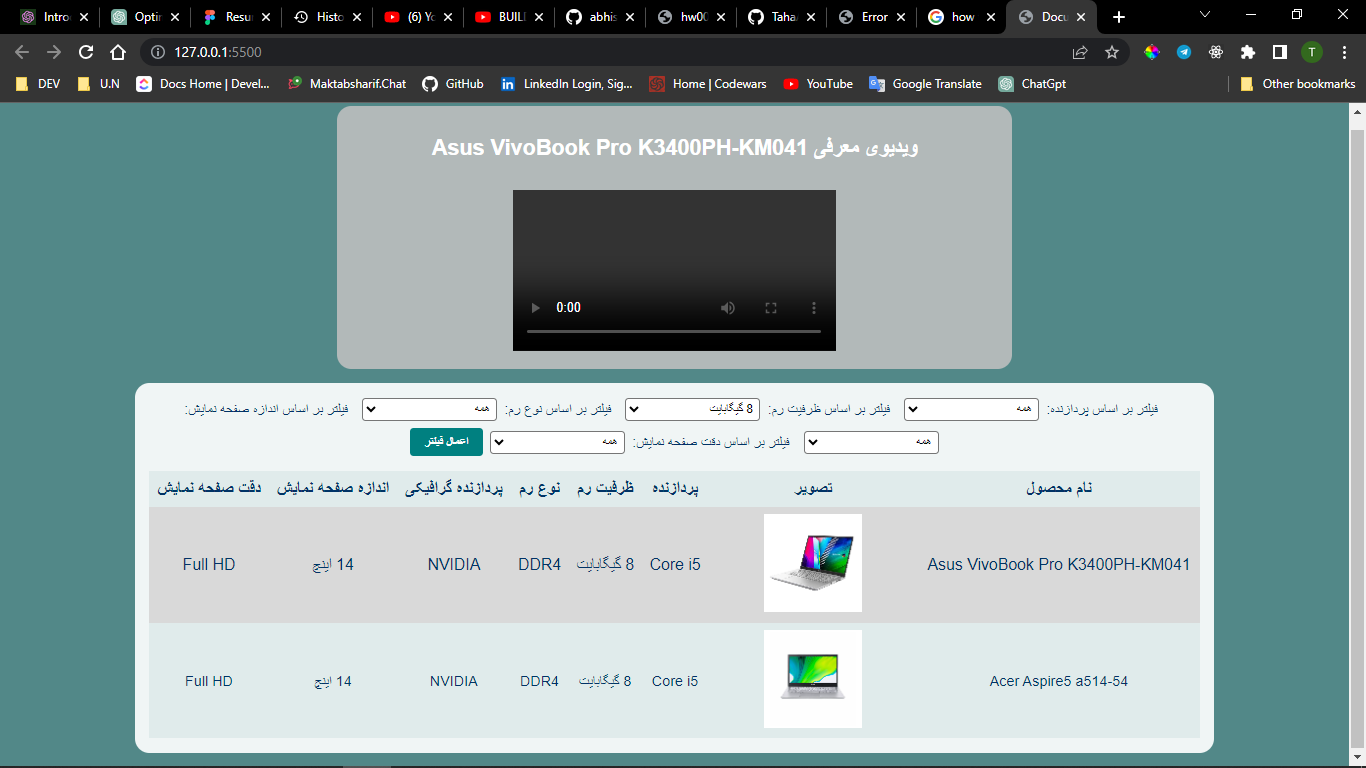 Intro
Optir
Resur
Histo
(6) Yo
BUIL
abhis
hw00
Taha
Error
how
Docu
127.0.0.1:5500
T
DEV
U.N
Docs Home | Devel...
Maktabsharif.Chat
GitHub
LinkedIn Login, Sig...
Home | Codewars
YouTube
Google Translate
ChatGpt
Other bookmarks
ویدیوی معرفی Asus VivoBook Pro K3400PH-KM041
0:00
فیلتر بر اساس پردازنده: همه فیلتر بر اساس ظرفیت رم: 8 گیگابایت فیلتر بر اساس نوع رم: همه فیلتر بر اساس اندازه صفحه نمایش:
همه فیلتر بر اساس دقت صفحه نمایش: همه اعمال فیلتر
نام محصول تصویر پردازنده ظرفیت رم نوع رم پردازنده گرافیکی اندازه صفحه نمایش دقت صفحه نمایش
Asus VivoBook Pro K3400PH-KM041 Core i5 8 گیگابایت DDR4 NVIDIA 14 اینچ Full HD
Acer Aspire5 a514-54 Core i5 8 گیگابایت DDR4 NVIDIA 14 اینچ Full HD